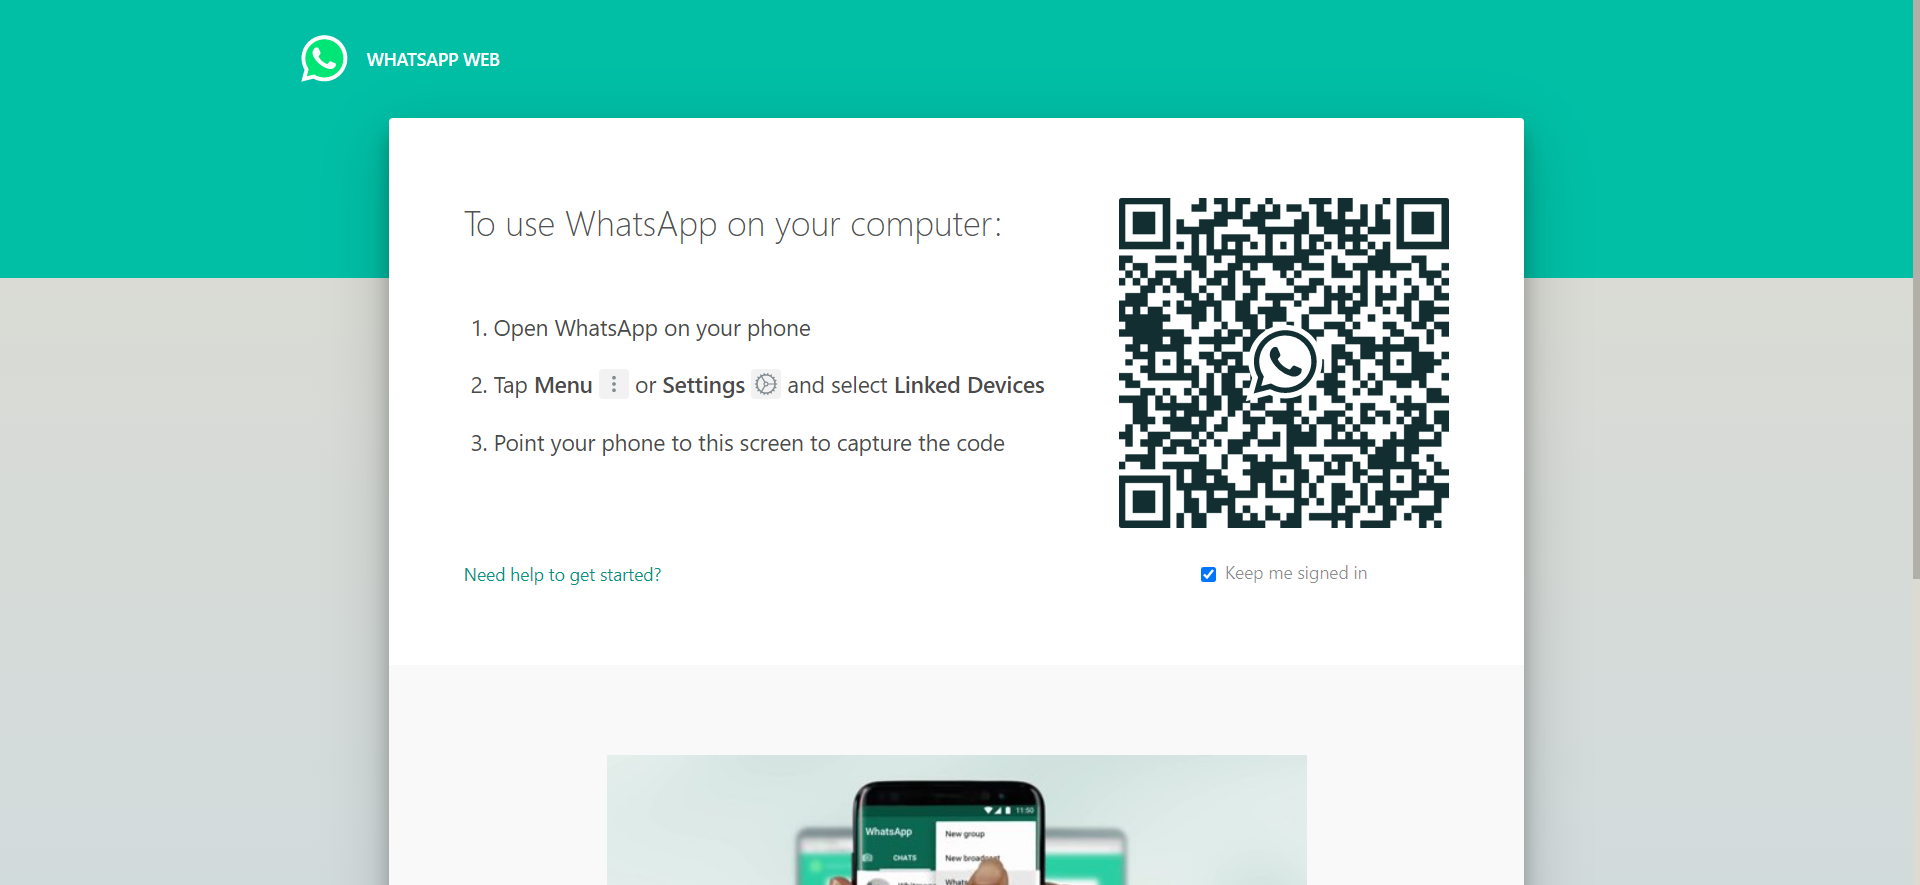 WHATSAPP WEB
To use WhatsApp on your computer:
1. Open WhatsApp on your phone
2. Tap Menu or Settings and select Linked Devices
3. Point your phone to this screen to capture the code
Need help to get started?
Keep me signed in
11:50
WhatsApp
New group
CHATS
New broadcast